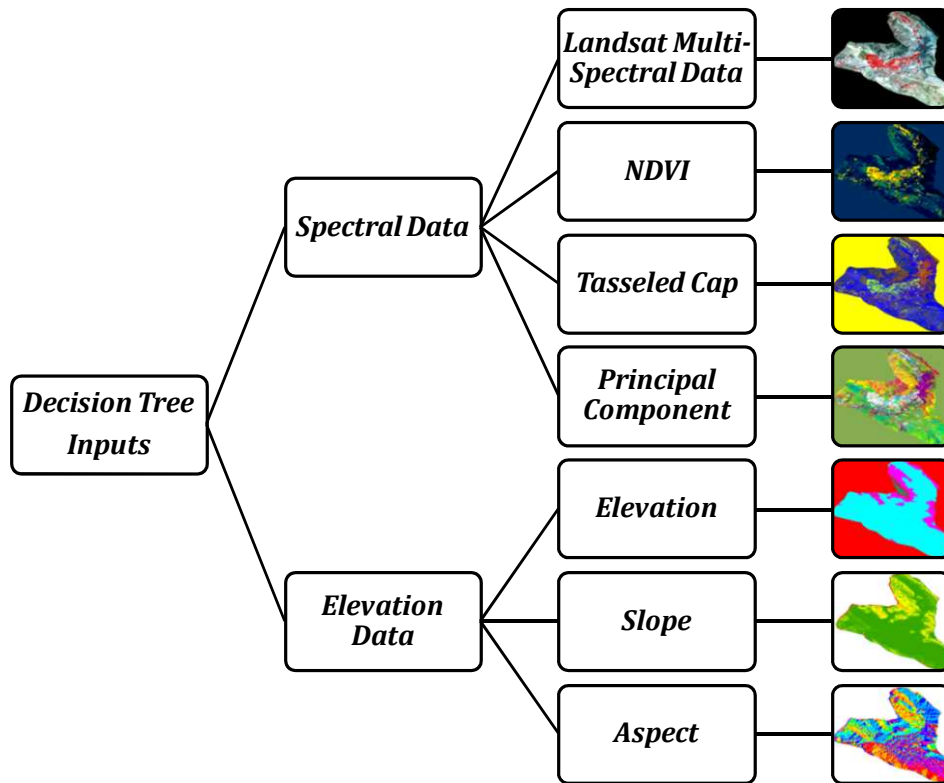 Landsat Multi-
Spectral Data
NDVI
Spectral Data
Tasseled Cap
Principal
Component
Decision Tree
Inputs
Elevation
Elevation
Data
Slope
Aspect